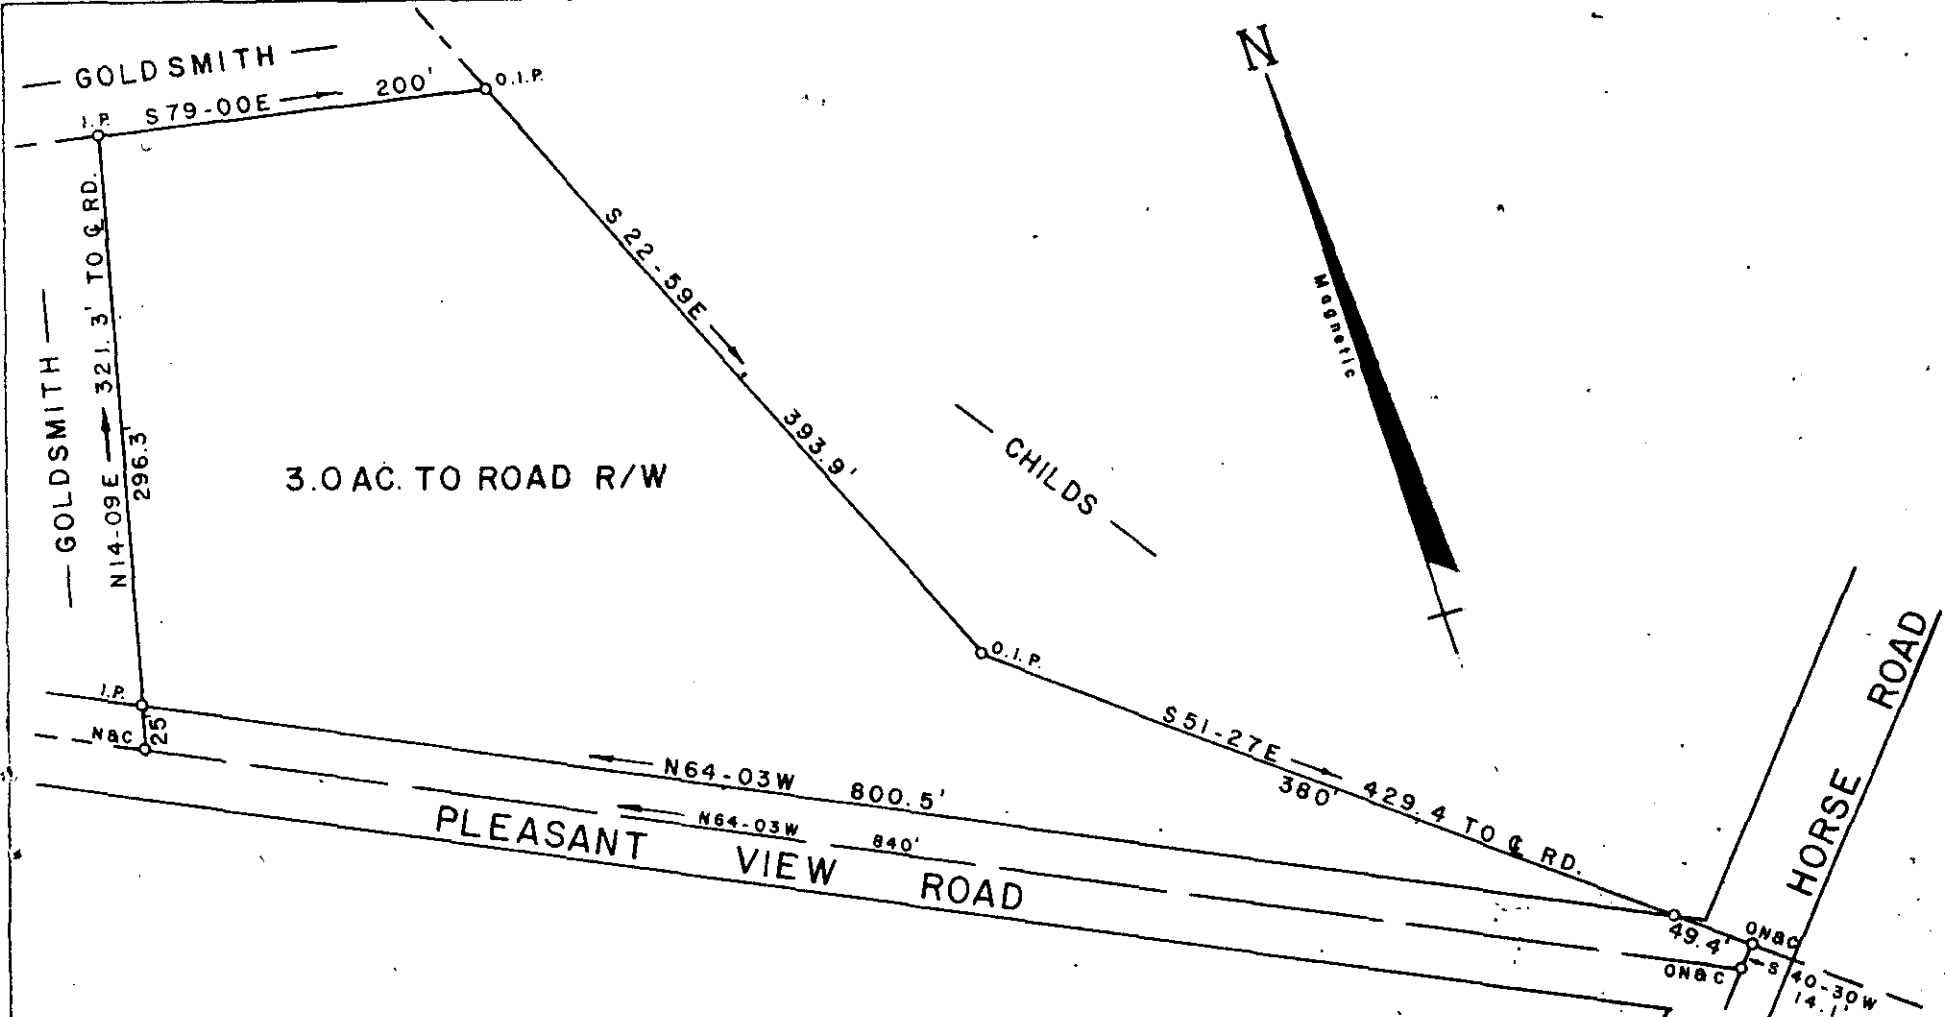 — GOLDSMITH —
N
S 79-00E 200' O.I.P.
I.P.
— GOLDSMITH —
N14-09E 321.3' TO ℄ RD.
296.3'
S 22-59E
393.9'
Magnetic
— CHILDS —
3.0 AC. TO ROAD R/W
O.I.P.
I.P.
N&C
25'
S 51-27E 429.4 TO ℄ RD.
380'
HORSE ROAD
N64-03W 800.5'
N64-03W 840'
PLEASANT VIEW ROAD
49.4'
ON&C
ON&C
S 40-30W
14.1'